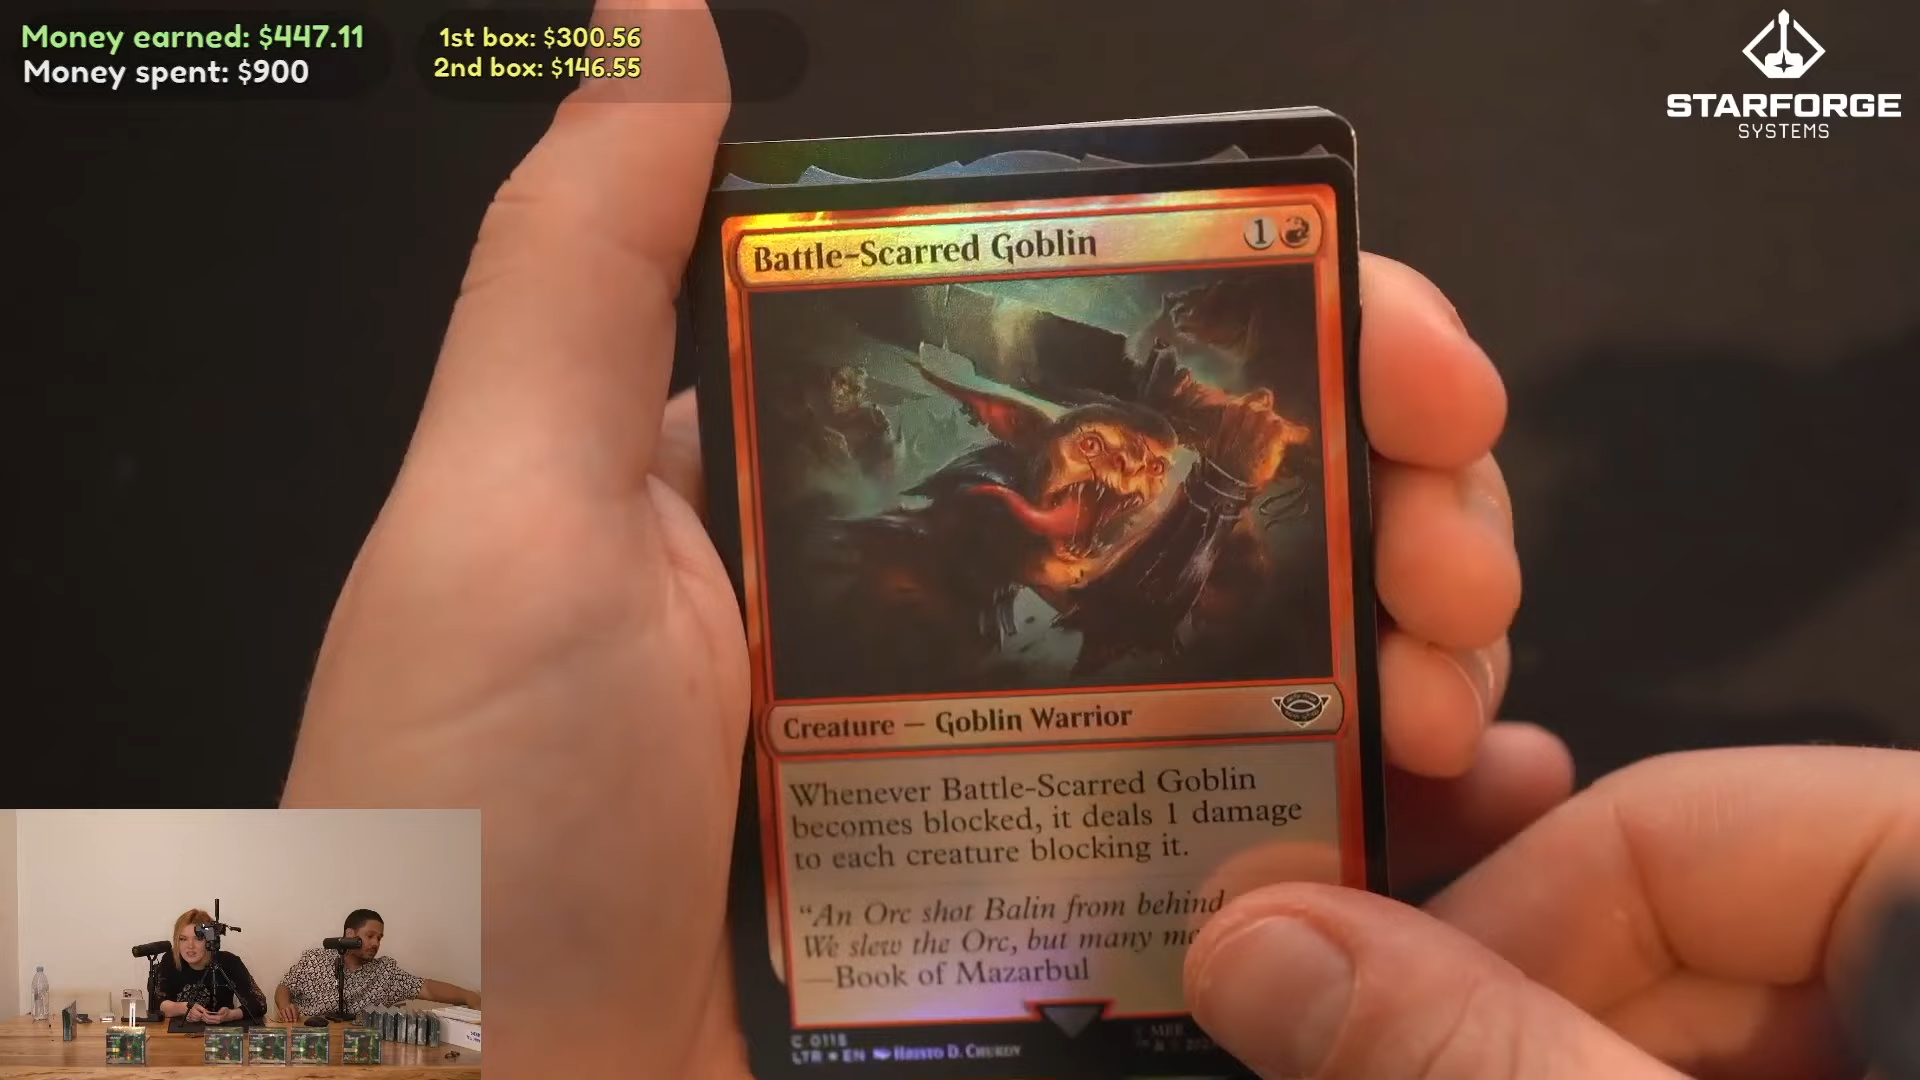 Money earned: $447.11
Money spent: $900
1st box: $300.56
2nd box: $146.55
STARFORGE
SYSTEMS
Battle-Scarred Goblin
1
Creature — Goblin Warrior
Whenever Battle-Scarred Goblin
becomes blocked, it deals 1 damage
to each creature blocking it.
"An Orc shot Balin from behind
We slew the Orc, but many
—Book of Mazarbul
C 0118
LTR EN